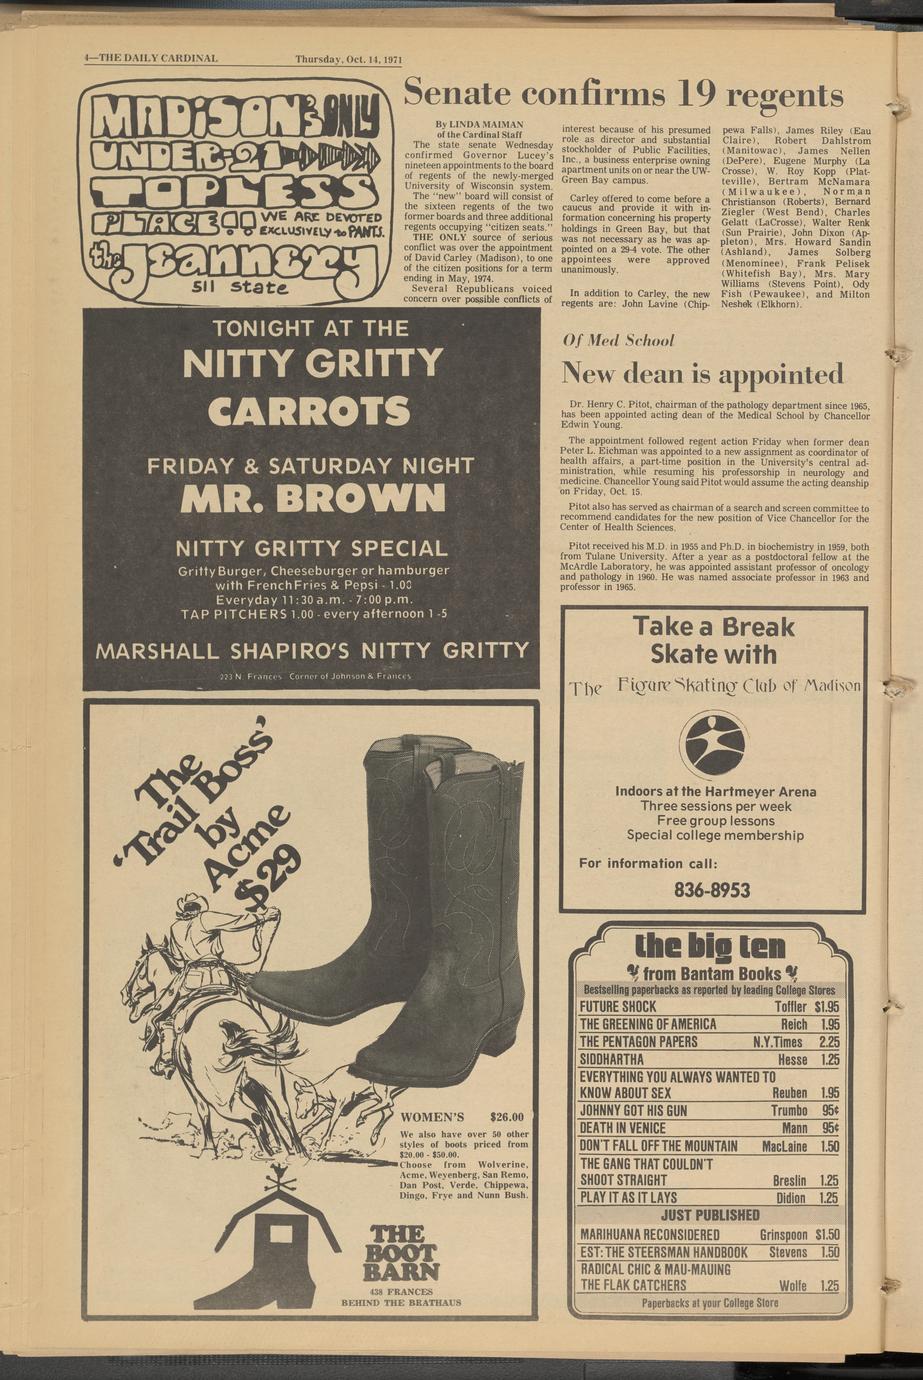 4—THE DAILY CARDINAL
Thursday, Oct. 14, 1971
MADISON'S ONLY
UNDER-21
TOPLESS
PLACE!! WE ARE DEVOTED
EXCLUSIVELY to PANTS.
the JEANNERY
511 state
Senate confirms 19 regents
By LINDA MAIMAN
of the Cardinal Staff
The state senate Wednesday
confirmed Governor Lucey's
nineteen appointments to the board
of regents of the newly-merged
University of Wisconsin system.
The "new" board will consist of
the sixteen regents of the two
former boards and three additional
regents occupying "citizen seats."
THE ONLY source of serious
conflict was over the appointment
of David Carley (Madison), to one
of the citizen positions for a term
ending in May, 1974.
Several Republicans voiced
concern over possible conflicts of
interest because of his presumed
role as director and substantial
stockholder of Public Facilities,
Inc., a business enterprise owning
apartment units on or near the UW-
Green Bay campus.
Carley offered to come before a
caucus and provide it with in-
formation concerning his property
holdings in Green Bay, but that
was not necessary as he was ap-
pointed on a 29-4 vote. The other
appointees were approved
unanimously.
In addition to Carley, the new
regents are: John Lavine (Chip-
pewa Falls), James Riley (Eau
Claire), Robert Dahlstrom
(Manitowac), James Nellen
(DePere), Eugene Murphy (La
Crosse), W. Roy Kopp (Plat-
teville), Bertram McNamara
(Milwaukee), Norman
Christianson (Roberts), Bernard
Ziegler (West Bend), Charles
Gelatt (LaCrosse), Walter Renk
(Sun Prairie), John Dixon (Ap-
pleton), Mrs. Howard Sandin
(Ashland), James Solberg
(Menominee), Frank Pelisek
(Whitefish Bay), Mrs. Mary
Williams (Stevens Point), Ody
Fish (Pewaukee), and Milton
Neshek (Elkhorn).
TONIGHT AT THE
NITTY GRITTY
CARROTS
FRIDAY & SATURDAY NIGHT
MR. BROWN
NITTY GRITTY SPECIAL
GrittyBurger, Cheeseburger or hamburger
with French Fries & Pepsi - 1.00
Everyday 11:30 a.m. - 7:00 p.m.
TAP PITCHERS 1.00 - every afternoon 1-5
MARSHALL SHAPIRO'S NITTY GRITTY
223 N. Frances Corner of Johnson & Frances
Of Med School
New dean is appointed
Dr. Henry C. Pitot, chairman of the pathology department since 1965,
has been appointed acting dean of the Medical School by Chancellor
Edwin Young.
The appointment followed regent action Friday when former dean
Peter L. Eichman was appointed to a new assignment as coordinator of
health affairs, a part-time position in the University's central ad-
ministration, while resuming his professorship in neurology and
medicine. Chancellor Young said Pitot would assume the acting deanship
on Friday, Oct. 15.
Pitot also has served as chairman of a search and screen committee to
recommend candidates for the new position of Vice Chancellor for the
Center of Health Sciences.
Pitot received his M.D. in 1955 and Ph.D. in biochemistry in 1959, both
from Tulane University. After a year as a postdoctoral fellow at the
McArdle Laboratory, he was appointed assistant professor of oncology
and pathology in 1960. He was named associate professor in 1963 and
professor in 1965.
Take a Break
Skate with
The Figure Skating Club of Madison
Indoors at the Hartmeyer Arena
Three sessions per week
Free group lessons
Special college membership
For information call:
836-8953
The
'Trail Boss'
by
Acme
$29
WOMEN'S $26.00
We also have over 50 other
styles of boots priced from
$20.00 - $50.00.
Choose from Wolverine,
Acme, Weyenberg, San Remo,
Dan Post, Verde, Chippewa,
Dingo, Frye and Nunn Bush.
THE
BOOT
BARN
438 FRANCES
BEHIND THE BRATHAUS
the big ten
from Bantam Books
Bestselling paperbacks as reported by leading College Stores
FUTURE SHOCK Toffler $1.95
THE GREENING OF AMERICA Reich 1.95
THE PENTAGON PAPERS N.Y.Times 2.25
SIDDHARTHA Hesse 1.25
EVERYTHING YOU ALWAYS WANTED TO
KNOW ABOUT SEX Reuben 1.95
JOHNNY GOT HIS GUN Trumbo 95¢
DEATH IN VENICE Mann 95¢
DON'T FALL OFF THE MOUNTAIN MacLaine 1.50
THE GANG THAT COULDN'T
SHOOT STRAIGHT Breslin 1.25
PLAY IT AS IT LAYS Didion 1.25
JUST PUBLISHED
MARIHUANA RECONSIDERED Grinspoon $1.50
EST: THE STEERSMAN HANDBOOK Stevens 1.50
RADICAL CHIC & MAU-MAUING
THE FLAK CATCHERS Wolfe 1.25
Paperbacks at your College Store